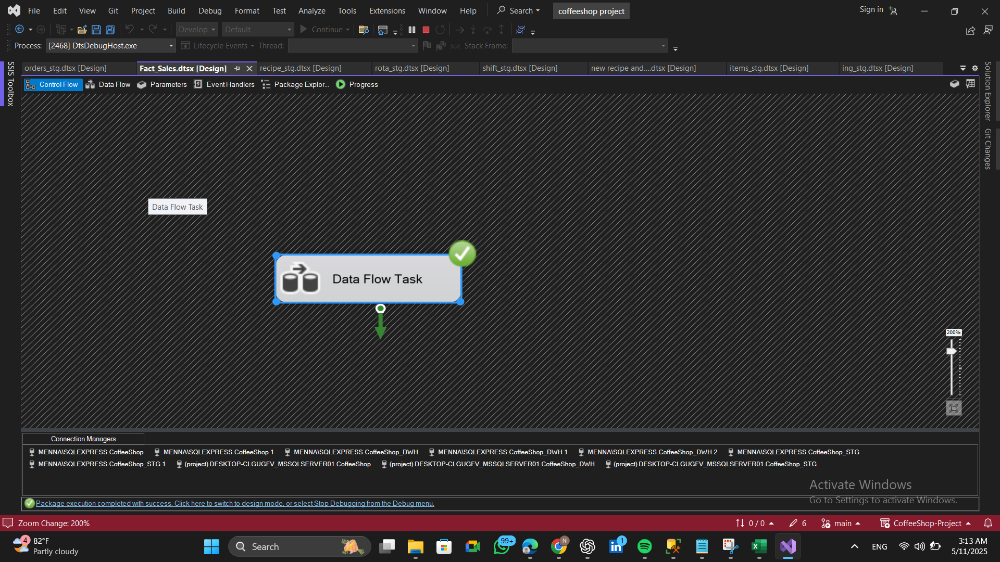 File Edit View Git Project Build Debug Format Test Analyze Tools Extensions Window Help Search coffeeshop project Sign in
Develop Default Continue
Process: [2468] DtsDebugHost.exe Lifecycle Events Thread: Stack Frame:
SSIS Toolbox
orders_stg.dtsx [Design] Fact_Sales.dtsx [Design] recipe_stg.dtsx [Design] rota_stg.dtsx [Design] shift_stg.dtsx [Design] new recipe and....dtsx [Design] items_stg.dtsx [Design] ing_stg.dtsx [Design]
Control Flow Data Flow Parameters Event Handlers Package Explor... Progress
Solution Explorer
Git Changes
Data Flow Task
Data Flow Task
200%
Connection Managers
MENNA\SQLEXPRESS.CoffeeShop MENNA\SQLEXPRESS.CoffeeShop 1 MENNA\SQLEXPRESS.CoffeeShop_DWH MENNA\SQLEXPRESS.CoffeeShop_DWH 1 MENNA\SQLEXPRESS.CoffeeShop_DWH 2 MENNA\SQLEXPRESS.CoffeeShop_STG
MENNA\SQLEXPRESS.CoffeeShop_STG 1 (project) DESKTOP-CLGUGFV_MSSQLSERVER01.CoffeeShop (project) DESKTOP-CLGUGFV_MSSQLSERVER01.CoffeeShop_DWH (project) DESKTOP-CLGUGFV_MSSQLSERVER01.CoffeeShop_STG
Activate Windows
Go to Settings to activate Windows.
Package execution completed with success. Click here to switch to design mode, or select Stop Debugging from the Debug menu.
Zoom Change: 200% 0 / 0 6 main CoffeeShop-Project
4 82°F
Partly cloudy
Search
99+
N
1
ENG
3:13 AM
5/11/2025